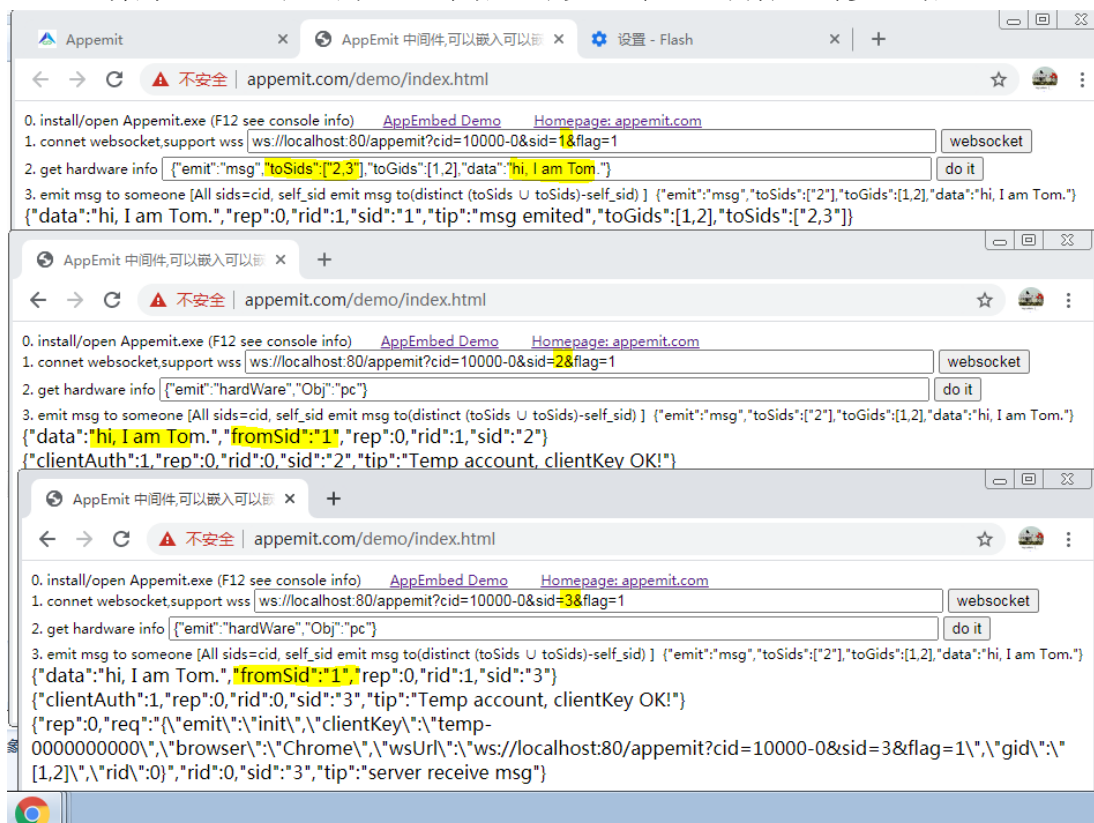 Appemit
AppEmit 中间件,可以嵌入可以
设置 - Flash
不安全 | appemit.com/demo/index.html
0. install/open Appemit.exe (F12 see console info) AppEmbed Demo Homepage: appemit.com
1. connet websocket,support wss ws://localhost:80/appemit?cid=10000-0&sid=1&flag=1 websocket
2. get hardware info {"emit":"msg","toSids":["2,3"],"toGids":[1,2],"data":"hi, I am Tom."} do it
3. emit msg to someone [All sids=cid, self_sid emit msg to(distinct (toSids ∪ toSids)-self_sid) ] {"emit":"msg","toSids":["2"],"toGids":[1,2],"data":"hi, I am Tom."}
{"data":"hi, I am Tom.","rep":0,"rid":1,"sid":"1","tip":"msg emited","toGids":[1,2],"toSids":["2,3"]}
AppEmit 中间件,可以嵌入可以
不安全 | appemit.com/demo/index.html
0. install/open Appemit.exe (F12 see console info) AppEmbed Demo Homepage: appemit.com
1. connet websocket,support wss ws://localhost:80/appemit?cid=10000-0&sid=2&flag=1 websocket
2. get hardware info {"emit":"hardWare","Obj":"pc"} do it
3. emit msg to someone [All sids=cid, self_sid emit msg to(distinct (toSids ∪ toSids)-self_sid) ] {"emit":"msg","toSids":["2"],"toGids":[1,2],"data":"hi, I am Tom."}
{"data":"hi, I am Tom.","fromSid":"1","rep":0,"rid":1,"sid":"2"}
{"clientAuth":1,"rep":0,"rid":0,"sid":"2","tip":"Temp account, clientKey OK!"}
AppEmit 中间件,可以嵌入可以
不安全 | appemit.com/demo/index.html
0. install/open Appemit.exe (F12 see console info) AppEmbed Demo Homepage: appemit.com
1. connet websocket,support wss ws://localhost:80/appemit?cid=10000-0&sid=3&flag=1 websocket
2. get hardware info {"emit":"hardWare","Obj":"pc"} do it
3. emit msg to someone [All sids=cid, self_sid emit msg to(distinct (toSids ∪ toSids)-self_sid) ] {"emit":"msg","toSids":["2"],"toGids":[1,2],"data":"hi, I am Tom."}
{"data":"hi, I am Tom.","fromSid":"1","rep":0,"rid":1,"sid":"3"}
{"clientAuth":1,"rep":0,"rid":0,"sid":"3","tip":"Temp account, clientKey OK!"}
{"rep":0,"req":"{\"emit\":\"init\",\"clientKey\":\"temp-
0000000000\",\"browser\":\"Chrome\",\"wsUrl\":\"ws://localhost:80/appemit?cid=10000-0&sid=3&flag=1\",\"gid\":\"
[1,2]\",\"rid\":0}","rid":0,"sid":"3","tip":"server receive msg"}